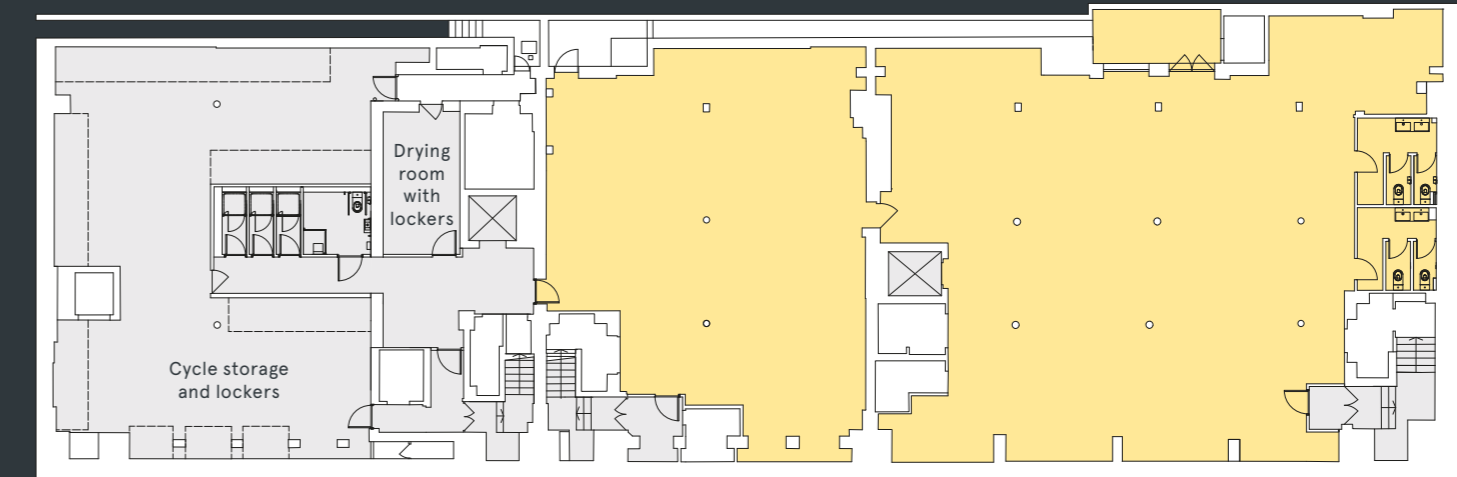 Drying
room
with
lockers
Cycle storage
and lockers